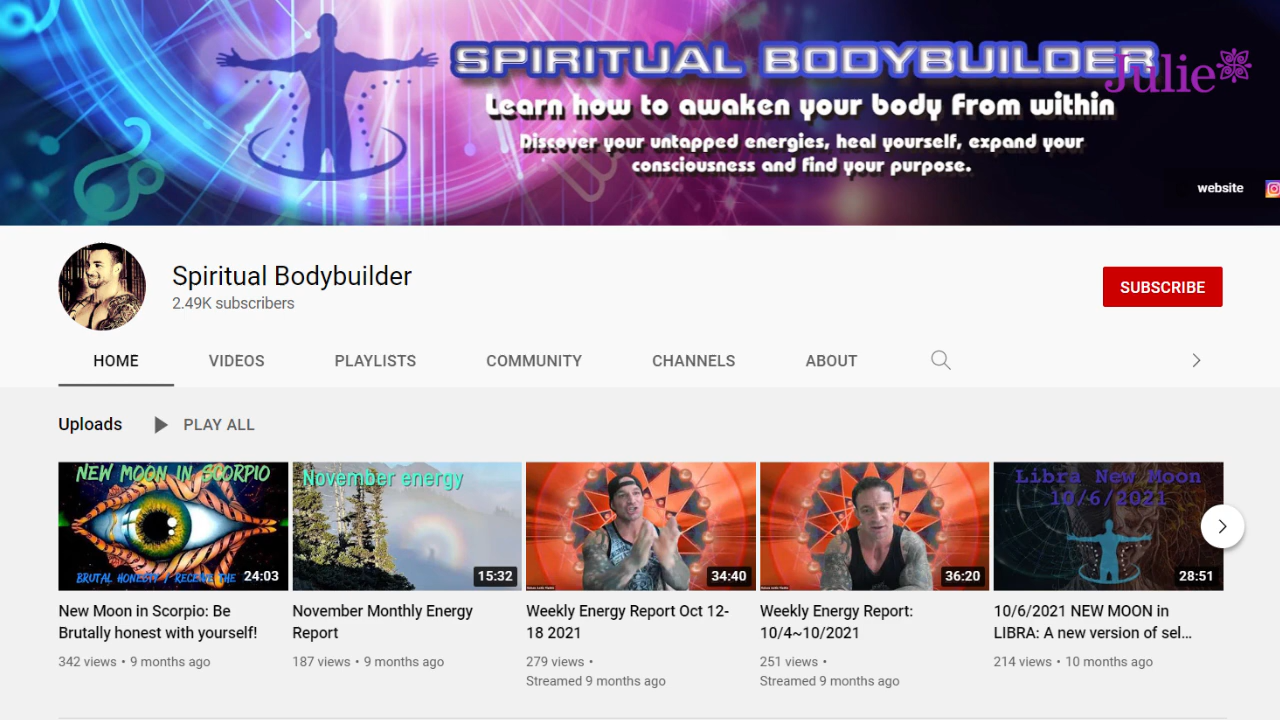 SPIRITUAL BODYBUILDER
Julie
Learn how to awaken your body From within
Discover your untapped energies, heal yourself, expand your
consciousness and find your purpose.
website
Spiritual Bodybuilder
2.49K subscribers
SUBSCRIBE
HOME VIDEOS PLAYLISTS COMMUNITY CHANNELS ABOUT
Uploads PLAY ALL
NEW MOON IN SCORPIO
BRUTAL HONESTY / RECEIVE THE
24:03
New Moon in Scorpio: Be
Brutally honest with yourself!
342 views • 9 months ago
November energy
15:32
November Monthly Energy
Report
187 views • 9 months ago
34:40
Weekly Energy Report Oct 12-
18 2021
279 views •
Streamed 9 months ago
36:20
Weekly Energy Report:
10/4~10/2021
251 views •
Streamed 9 months ago
Libra New Moon
10/6/2021
28:51
10/6/2021 NEW MOON in
LIBRA: A new version of sel...
214 views • 10 months ago